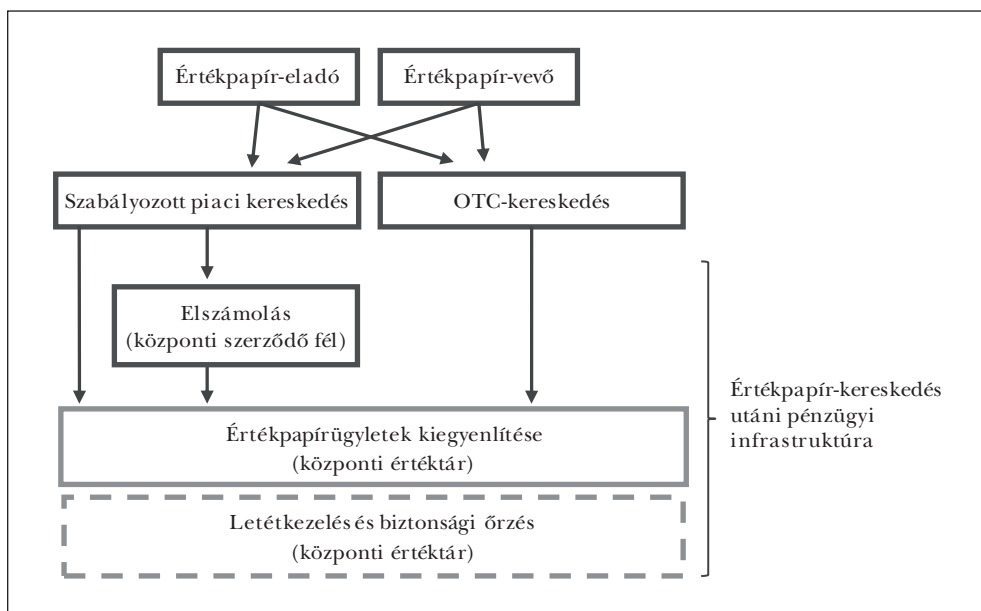 Értékpapír-eladó
Értékpapír-vevő
Szabályozott piaci kereskedés
OTC-kereskedés
Elszámolás
(központi szerződő fél)
Értékpapírügyletek kiegyenlítése
(központi értéktár)
Letétkezelés és biztonsági őrzés
(központi értéktár)
Értékpapír-kereskedés
utáni pénzügyi
infrastruktúra